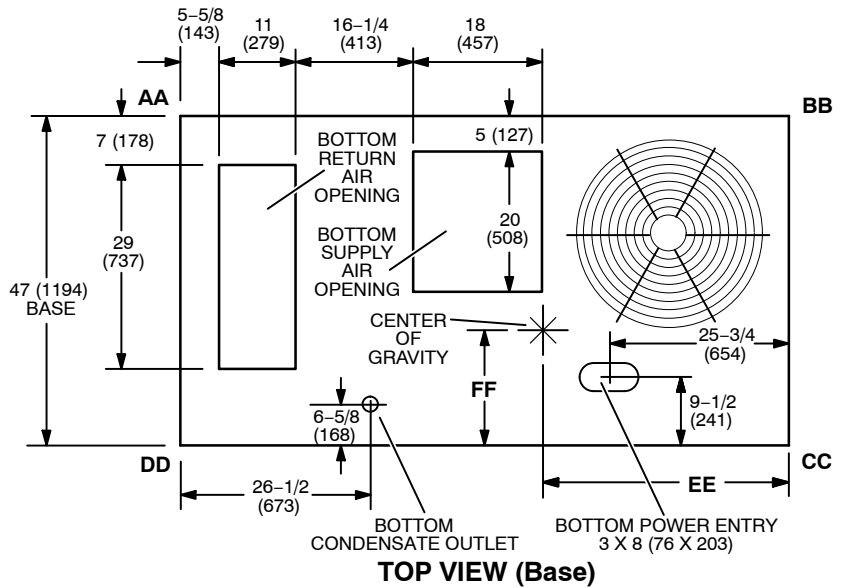 5–5/8
(143)
11
(279)
16–1/4
(413)
18
(457)
AA
BB
7 (178)
5 (127)
BOTTOM
RETURN
AIR
OPENING
29
(737)
20
(508)
BOTTOM
SUPPLY
AIR
OPENING
47 (1194)
BASE
CENTER
OF
GRAVITY
25–3/4
(654)
FF
9–1/2
(241)
6–5/8
(168)
DD
CC
26–1/2
(673)
EE
BOTTOM
CONDENSATE OUTLET
BOTTOM POWER ENTRY
3 X 8 (76 X 203)
TOP VIEW (Base)